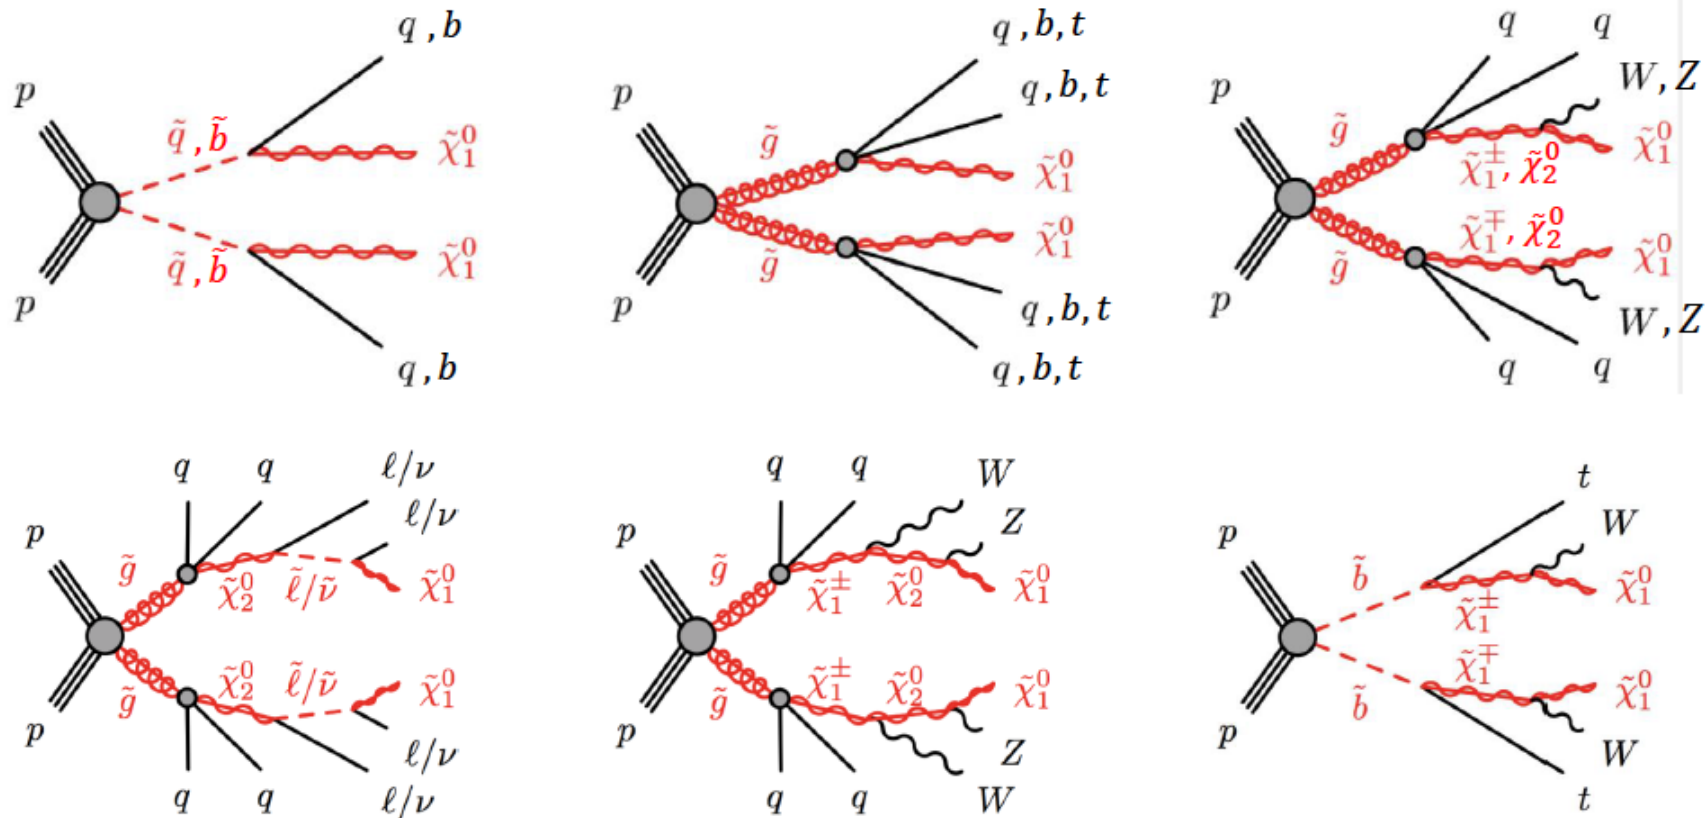 q , b
p
q̃ , b̃
χ̃₁⁰
χ̃₁⁰
q̃ , b̃
p
q , b
q , b, t
q , b, t
p
g̃
χ̃₁⁰
χ̃₁⁰
g̃
p
q , b, t
q , b, t
q q
W , Z
p
g̃
χ̃₁⁰
χ̃₁^± , χ̃₂⁰
χ̃₁^∓ , χ̃₂⁰
χ̃₁⁰
g̃
p
W , Z
q q
q q ℓ/ν
ℓ/ν
p
g̃
χ̃₂⁰ ℓ̃/ν̃ χ̃₁⁰
χ̃₂⁰ ℓ̃/ν̃ χ̃₁⁰
g̃
p
ℓ/ν
q q ℓ/ν
q q W
Z
p
g̃
χ̃₁^± χ̃₂⁰ χ̃₁⁰
χ̃₁^± χ̃₂⁰ χ̃₁⁰
g̃
p
Z
q q W
t
W
p
b̃
χ̃₁⁰
χ̃₁^±
χ̃₁^∓
χ̃₁⁰
b̃
p
W
t